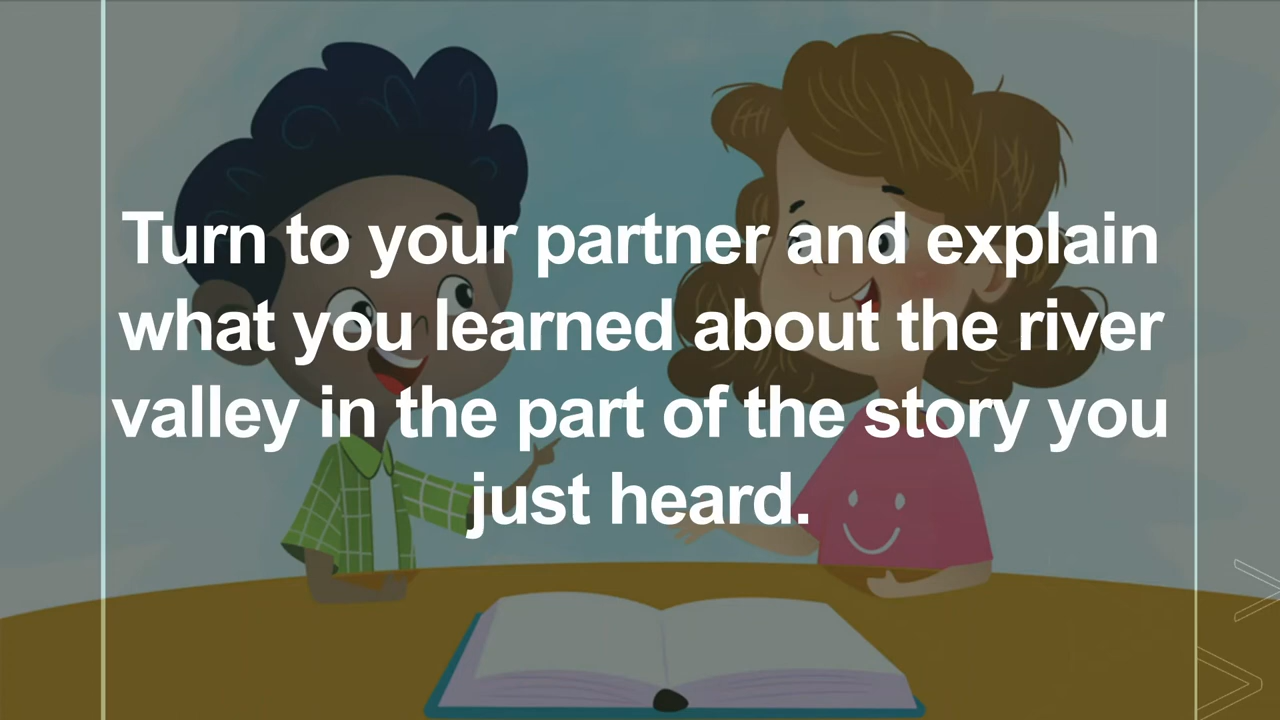 Turn to your partner and explain
what you learned about the river
valley in the part of the story you
just heard.